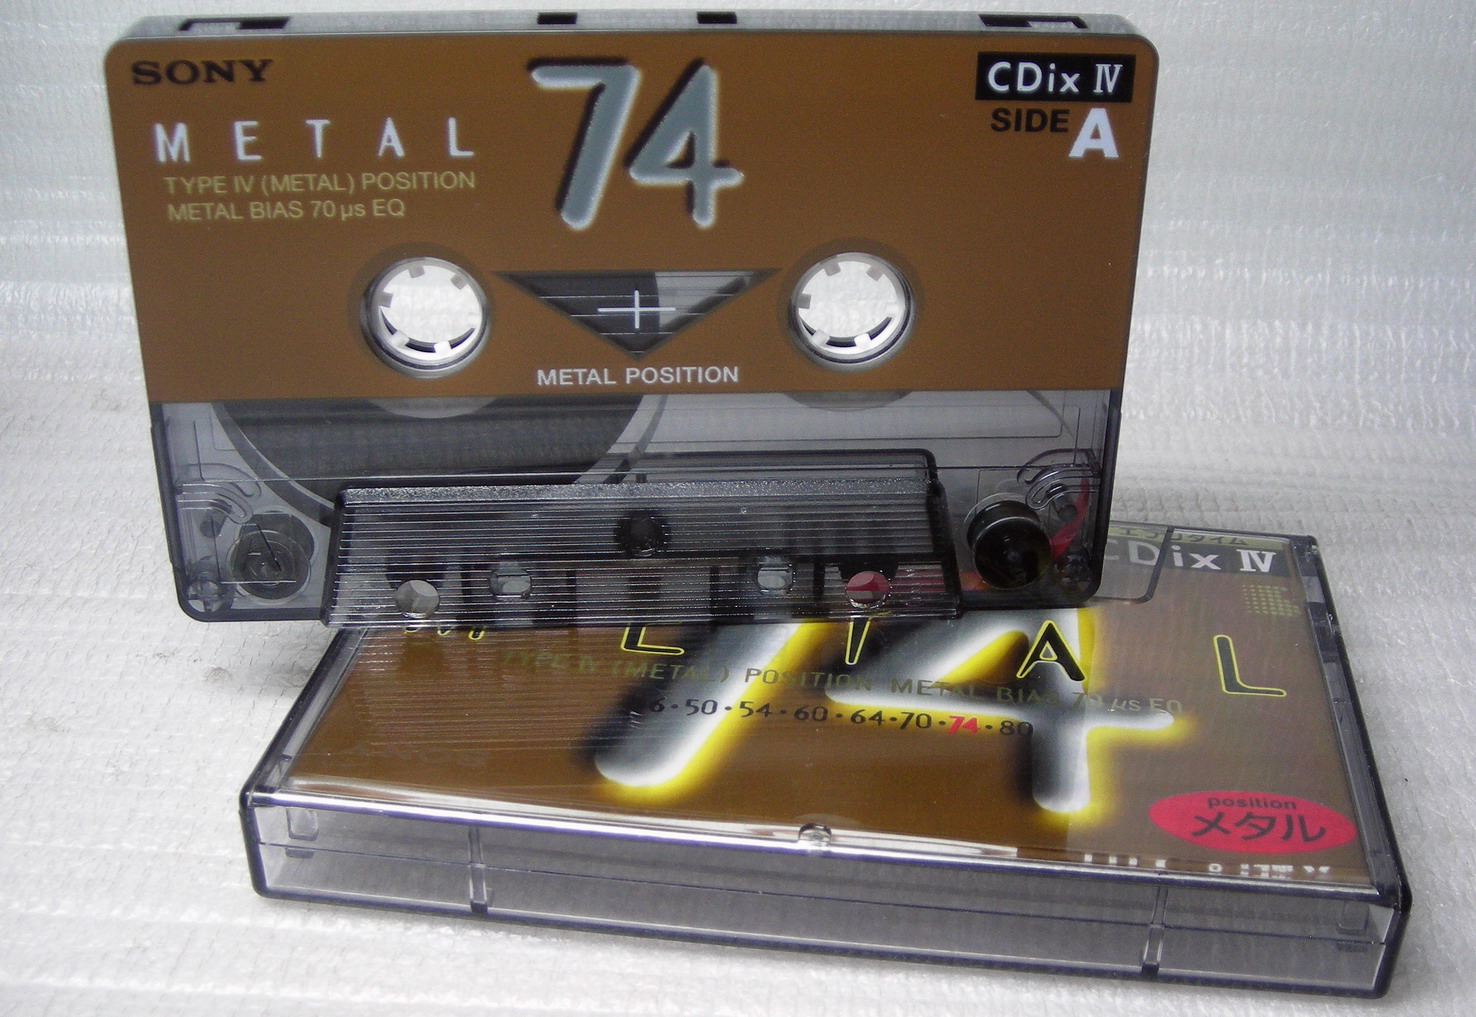 SONY
74
CDix IV
SIDE A
METAL
TYPE IV (METAL) POSITION
METAL BIAS 70 µs EQ
METAL POSITION
CDix IV
TAL
74
TYPE IV (METAL) POSITION METAL BIAS 70 µs EQ
50・54・60・64・70・74・80
position
メタル